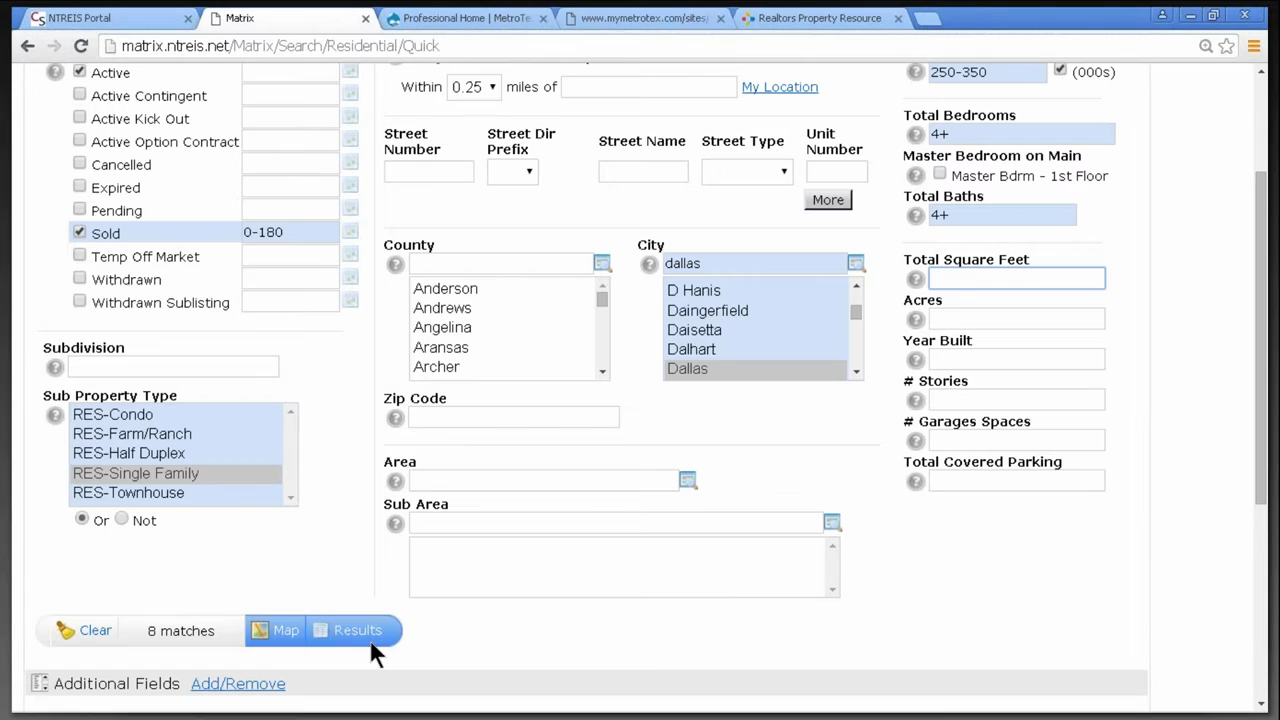 NTREIS Portal
Matrix
Professional Home | MetroTe
www.mymetrotex.com/sites
Realtors Property Resource
matrix.ntreis.net/Matrix/Search/Residential/Quick
Active
Active Contingent
Active Kick Out
Active Option Contract
Cancelled
Expired
Pending
Sold 0-180
Temp Off Market
Withdrawn
Withdrawn Sublisting
Subdivision
Sub Property Type
RES-Condo
RES-Farm/Ranch
RES-Half Duplex
RES-Single Family
RES-Townhouse
Or Not
Within 0.25 miles of My Location
Street Number
Street Dir Prefix
Street Name
Street Type
Unit Number
More
County
Anderson
Andrews
Angelina
Aransas
Archer
City
dallas
D Hanis
Daingerfield
Daisetta
Dalhart
Dallas
Zip Code
Area
Sub Area
250-350 (000s)
Total Bedrooms
4+
Master Bedroom on Main
Master Bdrm - 1st Floor
Total Baths
4+
Total Square Feet
Acres
Year Built
# Stories
# Garages Spaces
Total Covered Parking
Clear 8 matches Map Results
Additional Fields Add/Remove